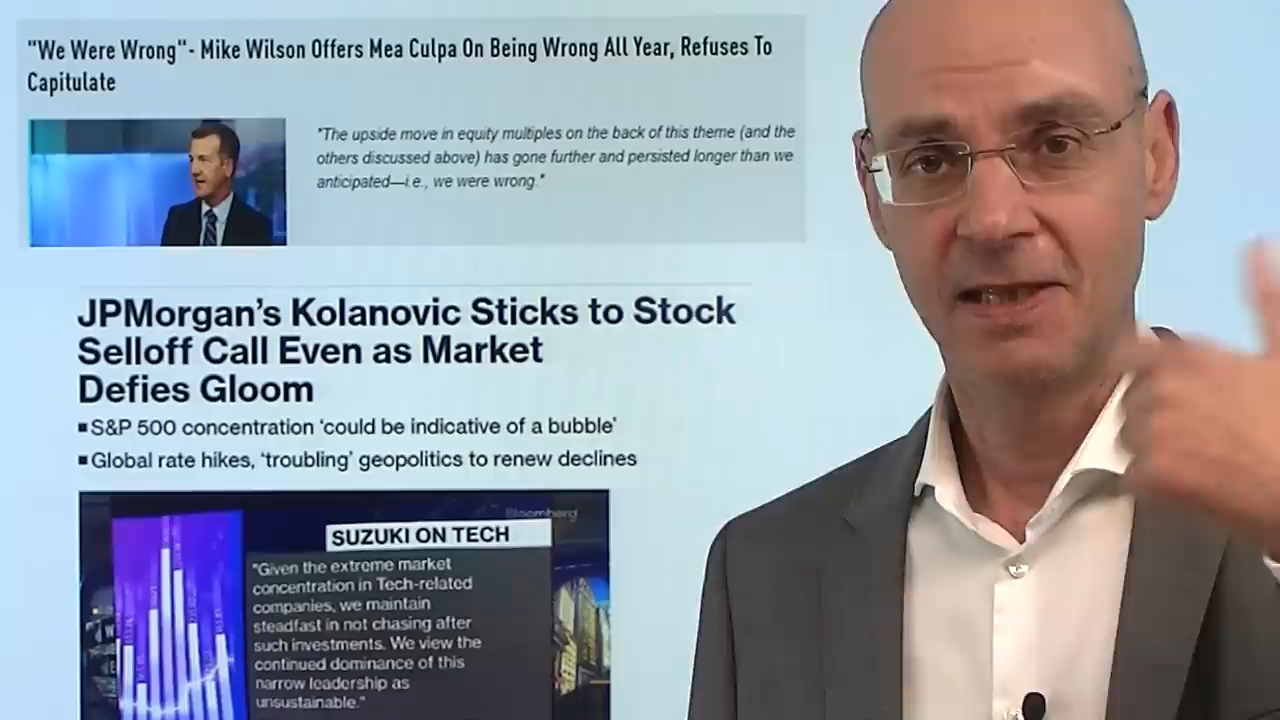 "We Were Wrong"- Mike Wilson Offers Mea Culpa On Being Wrong All Year, Refuses To
Capitulate
"The upside move in equity multiples on the back of this theme (and the
others discussed above) has gone further and persisted longer than we
anticipated—i.e., we were wrong."
JPMorgan's Kolanovic Sticks to Stock
Selloff Call Even as Market
Defies Gloom
▪S&P 500 concentration 'could be indicative of a bubble'
▪Global rate hikes, 'troubling' geopolitics to renew declines
Bloomberg
SUZUKI ON TECH
"Given the extreme market
concentration in Tech-related
companies, we maintain
steadfast in not chasing after
such investments. We view the
continued dominance of this
narrow leadership as
unsustainable."